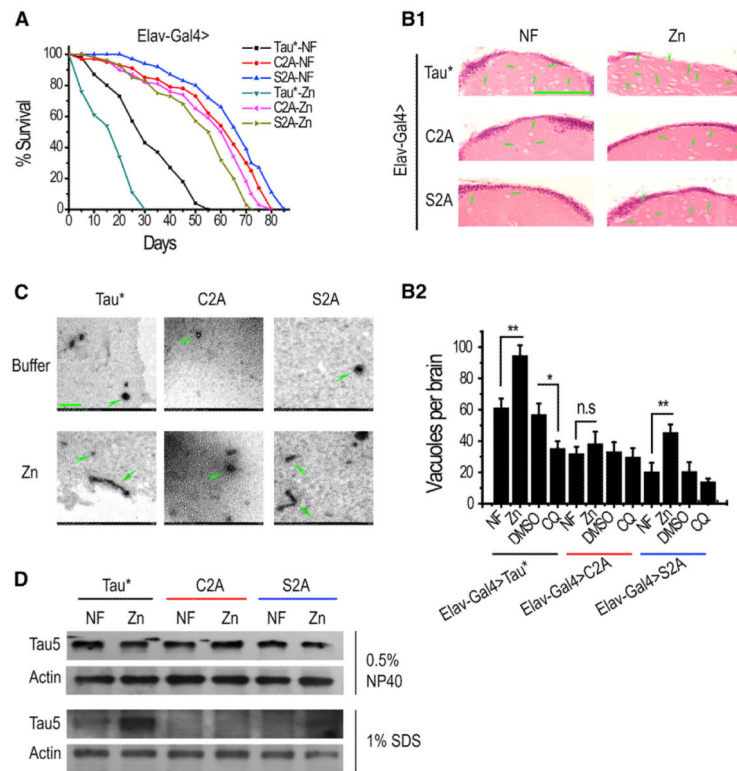 A
Elav-Gal4>
Tau*-NF
C2A-NF
S2A-NF
Tau*-Zn
C2A-Zn
S2A-Zn
% Survival
100
80
60
40
20
0
0 10 20 30 40 50 60 70 80
Days
B1
NF Zn
Elav-Gal4>
Tau*
C2A
S2A
C
Tau* C2A S2A
Buffer
Zn
B2
Vacuoles per brain
100
80
60
40
20
0
** * n.s **
NF Zn DMSO CQ NF Zn DMSO CQ NF Zn DMSO CQ
Elav-Gal4>Tau* Elav-Gal4>C2A Elav-Gal4>S2A
D
Tau* C2A S2A
NF Zn NF Zn NF Zn
Tau5
Actin
0.5%
NP40
Tau5
Actin
1% SDS